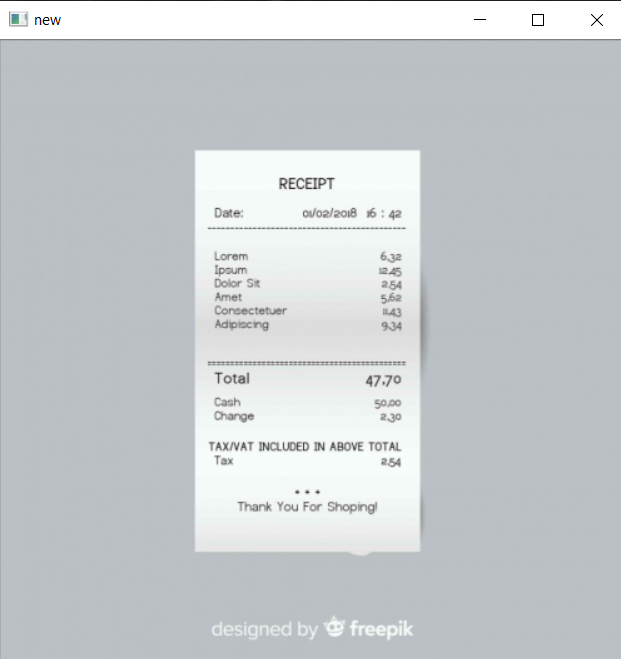 new
RECEIPT
Date: 01/02/2018 16 : 42
Lorem 6,32
Ipsum 12,45
Dolor Sit 2,54
Amet 5,62
Consectetuer 11,43
Adipiscing 9,34
Total 47,70
Cash 50,00
Change 2,30
TAX/VAT INCLUDED IN ABOVE TOTAL
Tax 2,54
* * *
Thank You For Shoping!
designed by freepik